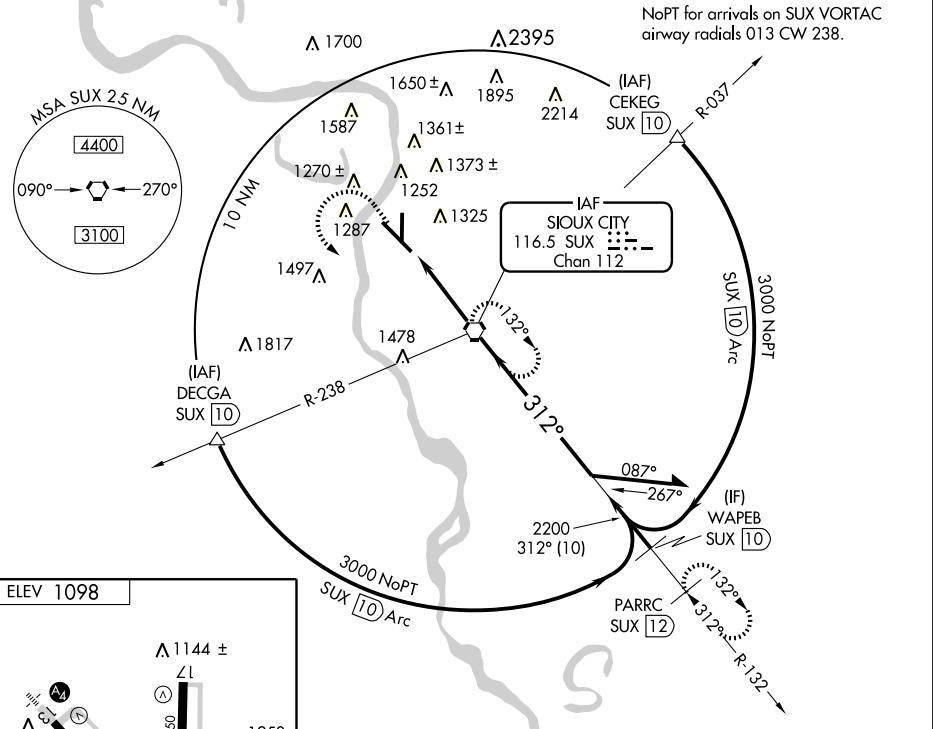 NoPT for arrivals on SUX VORTAC
airway radials 013 CW 238.
1700
2395
MSA SUX 25 NM
4400
090°
270°
3100
1650 ±
1895
2214
(IAF)
CEKEG
SUX 10
R-037
1587
1361±
1270 ±
1373 ±
1252
1287
1325
10 NM
IAF
SIOUX CITY
116.5 SUX
Chan 112
1497
3000 NoPT
SUX 10 Arc
132°
1817
1478
(IAF)
DECGA
SUX 10
R-238
312°
087°
267°
(IF)
WAPEB
SUX 10
2200
312° (10)
3000 NoPT
SUX 10 Arc
PARRC
SUX 12
132°
312°
R-132
ELEV 1098
1144 ±
17
A4
13
V
V
50
S